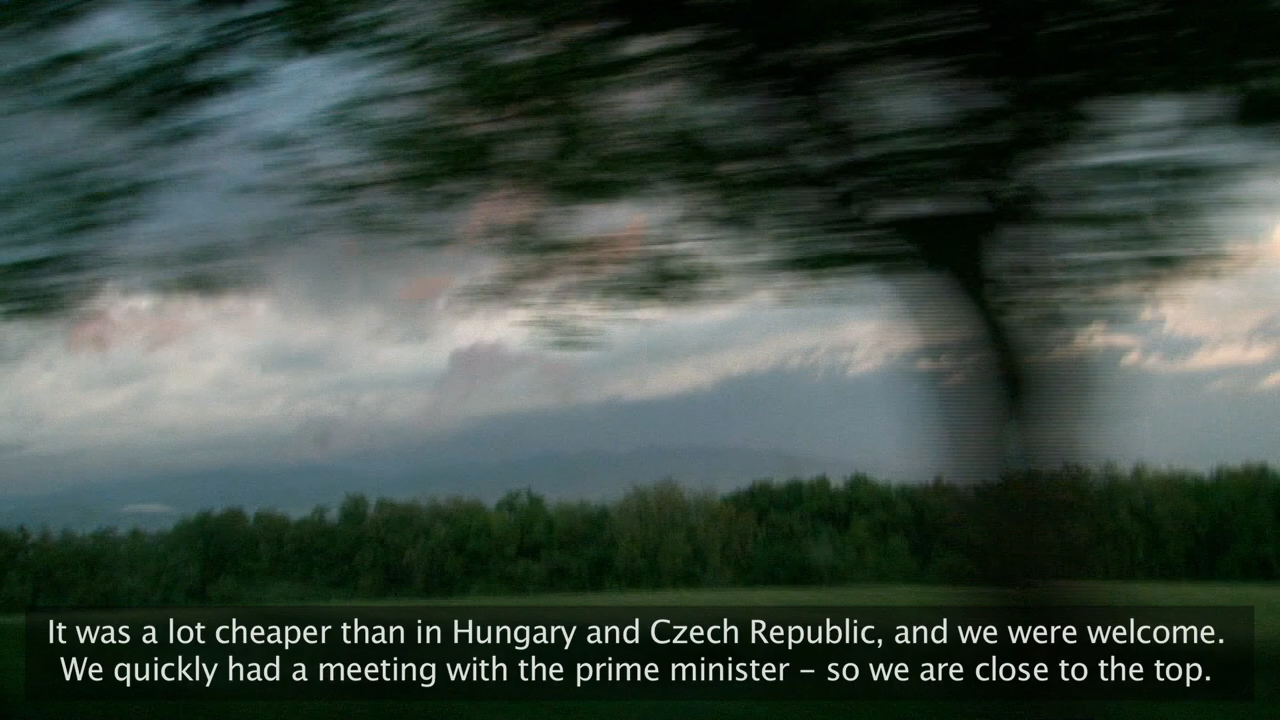 It was a lot cheaper than in Hungary and Czech Republic, and we were welcome.
We quickly had a meeting with the prime minister – so we are close to the top.